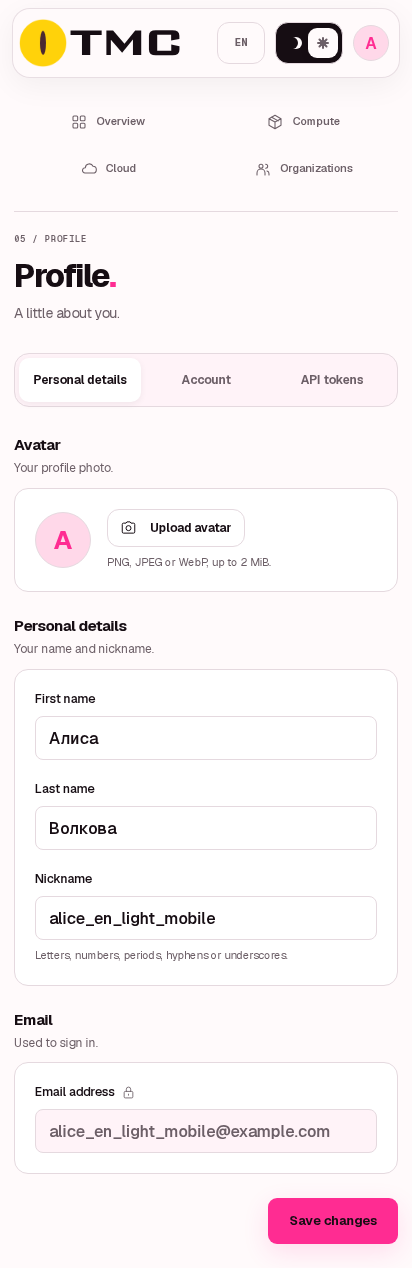 TMC
EN
A
Overview
Compute
Cloud
Organizations
05 / PROFILE
Profile.
A little about you.
Personal details
Account
API tokens
Avatar
Your profile photo.
A
Upload avatar
PNG, JPEG or WebP, up to 2 MiB.
Personal details
Your name and nickname.
First name
Алиса
Last name
Волкова
Nickname
alice_en_light_mobile
Letters, numbers, periods, hyphens or underscores.
Email
Used to sign in.
Email address
alice_en_light_mobile@example.com
Save changes